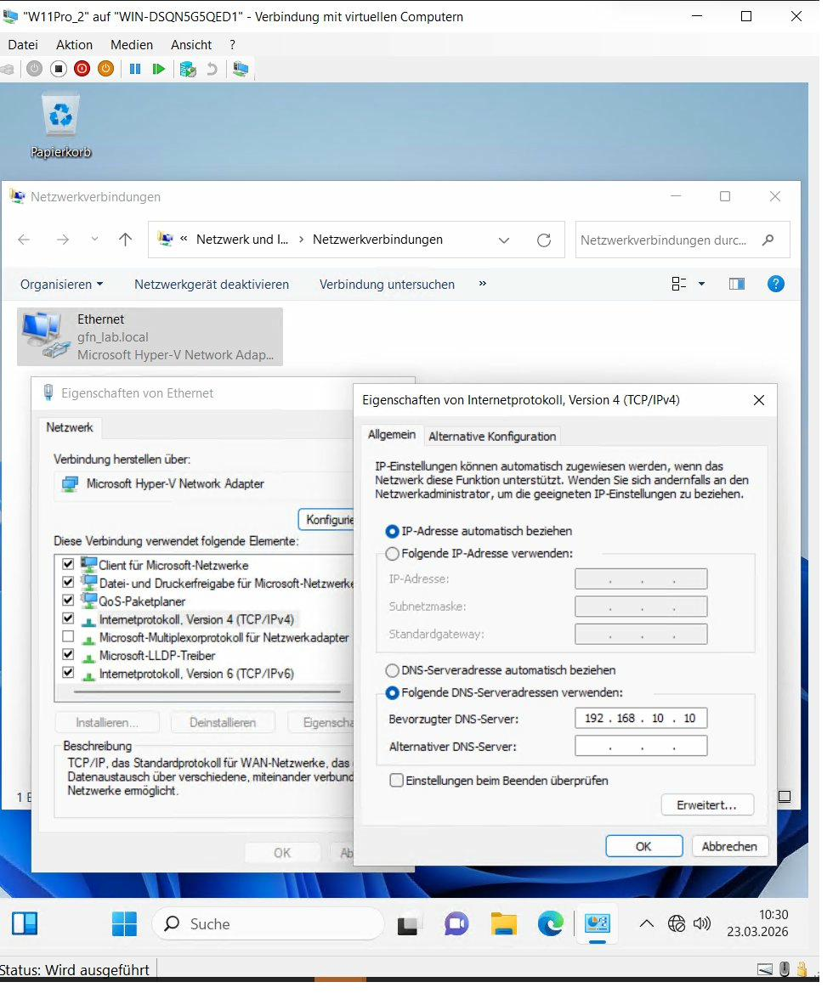 "W11Pro_2" auf "WIN-DSQN5G5QED1" - Verbindung mit virtuellen Computern
Datei Aktion Medien Ansicht ?
Papierkorb
Netzwerkverbindungen
« Netzwerk und I... › Netzwerkverbindungen
Netzwerkverbindungen durc...
Organisieren Netzwerkgerät deaktivieren Verbindung untersuchen »
Ethernet
gfn_lab.local
Microsoft Hyper-V Network Adap...
Eigenschaften von Ethernet
Netzwerk
Verbindung herstellen über:
Microsoft Hyper-V Network Adapter
Konfigurie
Diese Verbindung verwendet folgende Elemente:
Client für Microsoft-Netzwerke
Datei- und Druckerfreigabe für Microsoft-Netzwerke
QoS-Paketplaner
Internetprotokoll, Version 4 (TCP/IPv4)
Microsoft-Multiplexorprotokoll für Netzwerkadapter
Microsoft-LLDP-Treiber
Internetprotokoll, Version 6 (TCP/IPv6)
Installieren... Deinstallieren Eigenscha
Beschreibung
TCP/IP, das Standardprotokoll für WAN-Netzwerke, das
Datenaustausch über verschiedene, miteinander verbund
Netzwerke ermöglicht.
OK Ab
1 E
Eigenschaften von Internetprotokoll, Version 4 (TCP/IPv4)
Allgemein Alternative Konfiguration
IP-Einstellungen können automatisch zugewiesen werden, wenn das
Netzwerk diese Funktion unterstützt. Wenden Sie sich andernfalls an den
Netzwerkadministrator, um die geeigneten IP-Einstellungen zu beziehen.
IP-Adresse automatisch beziehen
Folgende IP-Adresse verwenden:
IP-Adresse: . . .
Subnetzmaske: . . .
Standardgateway: . . .
DNS-Serveradresse automatisch beziehen
Folgende DNS-Serveradressen verwenden:
Bevorzugter DNS-Server: 192 . 168 . 10 . 10
Alternativer DNS-Server: . . .
Einstellungen beim Beenden überprüfen
Erweitert...
OK Abbrechen
Suche
10:30
23.03.2026
Status: Wird ausgeführt